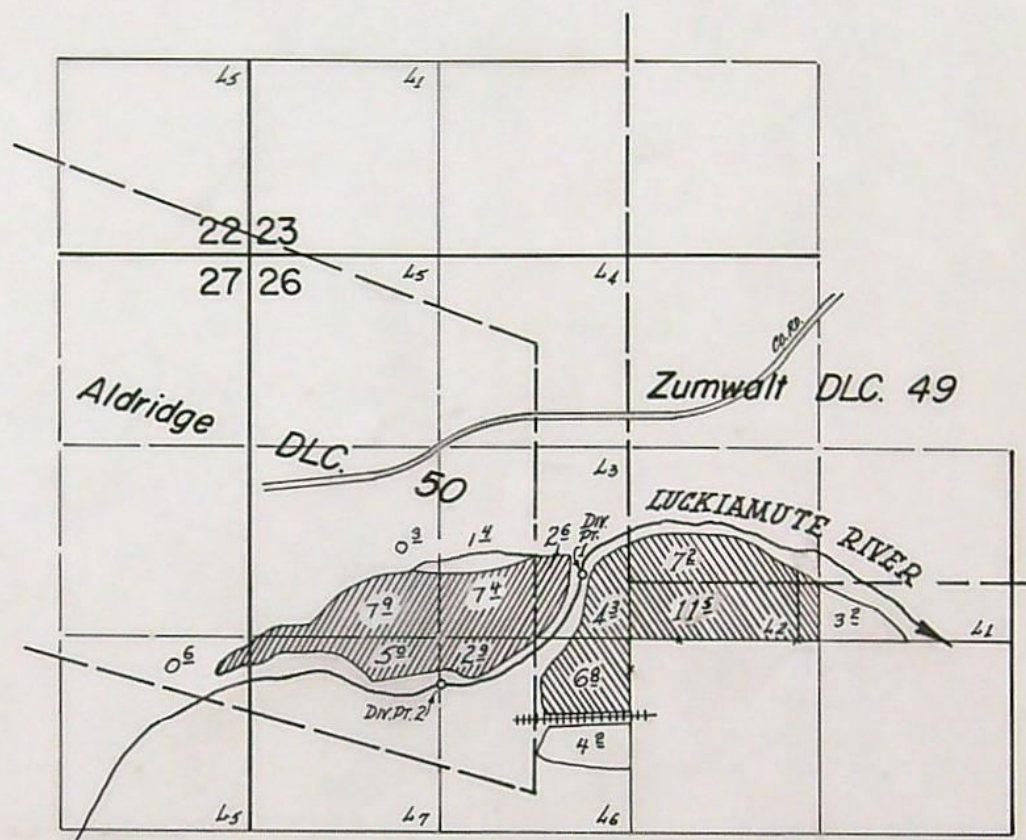 L5
L1
22 23
27 26
L5
L4
Co. Rd.
Aldridge
DLC.
50
Zumwalt DLC. 49
L3
LUCKIAMUTE RIVER
DIV. PT. 1
0 3
1 4
2 6
7 9
7 4
4 3
7 2
11 5
L2
3 2
L1
0 6
5 0
2 9
6 8
DIV. PT. 2
4 2
L5
L7
L6